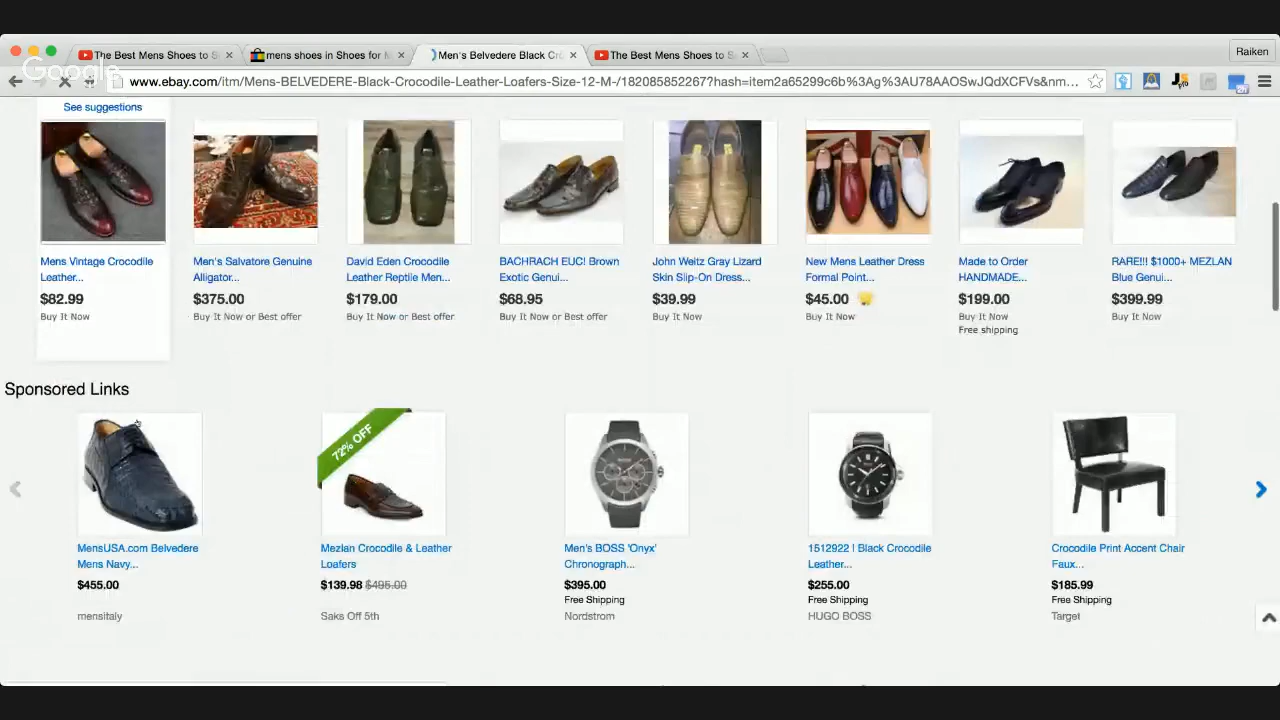 The Best Mens Shoes to S
mens shoes in Shoes for M
Men's Belvedere Black Cro
The Best Mens Shoes to S
Raiken
Google
www.ebay.com/itm/Mens-BELVEDERE-Black-Crocodile-Leather-Loafers-Size-12-M-/182085852267?hash=item2a65299c6b%3Ag%3AU78AAOSwJQdXCFVs&nm...
See suggestions
Mens Vintage Crocodile
Leather...
$82.99
Buy It Now
Men's Salvatore Genuine
Alligator...
$375.00
Buy It Now or Best offer
David Eden Crocodile
Leather Reptile Men...
$179.00
Buy It Now or Best offer
BACHRACH EUC! Brown
Exotic Genui...
$68.95
Buy It Now or Best offer
John Weitz Gray Lizard
Skin Slip-On Dress...
$39.99
Buy It Now
New Mens Leather Dress
Formal Point...
$45.00
Buy It Now
Made to Order
HANDMADE...
$199.00
Buy It Now
Free shipping
RARE!!! $1000+ MEZLAN
Blue Genui...
$399.99
Buy It Now
Sponsored Links
MensUSA.com Belvedere
Mens Navy...
$455.00
mensitaly
72% OFF
Mezlan Crocodile & Leather
Loafers
$139.98 $495.00
Saks Off 5th
Men's BOSS 'Onyx'
Chronograph...
$395.00
Free Shipping
Nordstrom
1512922 | Black Crocodile
Leather...
$255.00
Free Shipping
HUGO BOSS
Crocodile Print Accent Chair
Faux...
$185.99
Free Shipping
Target